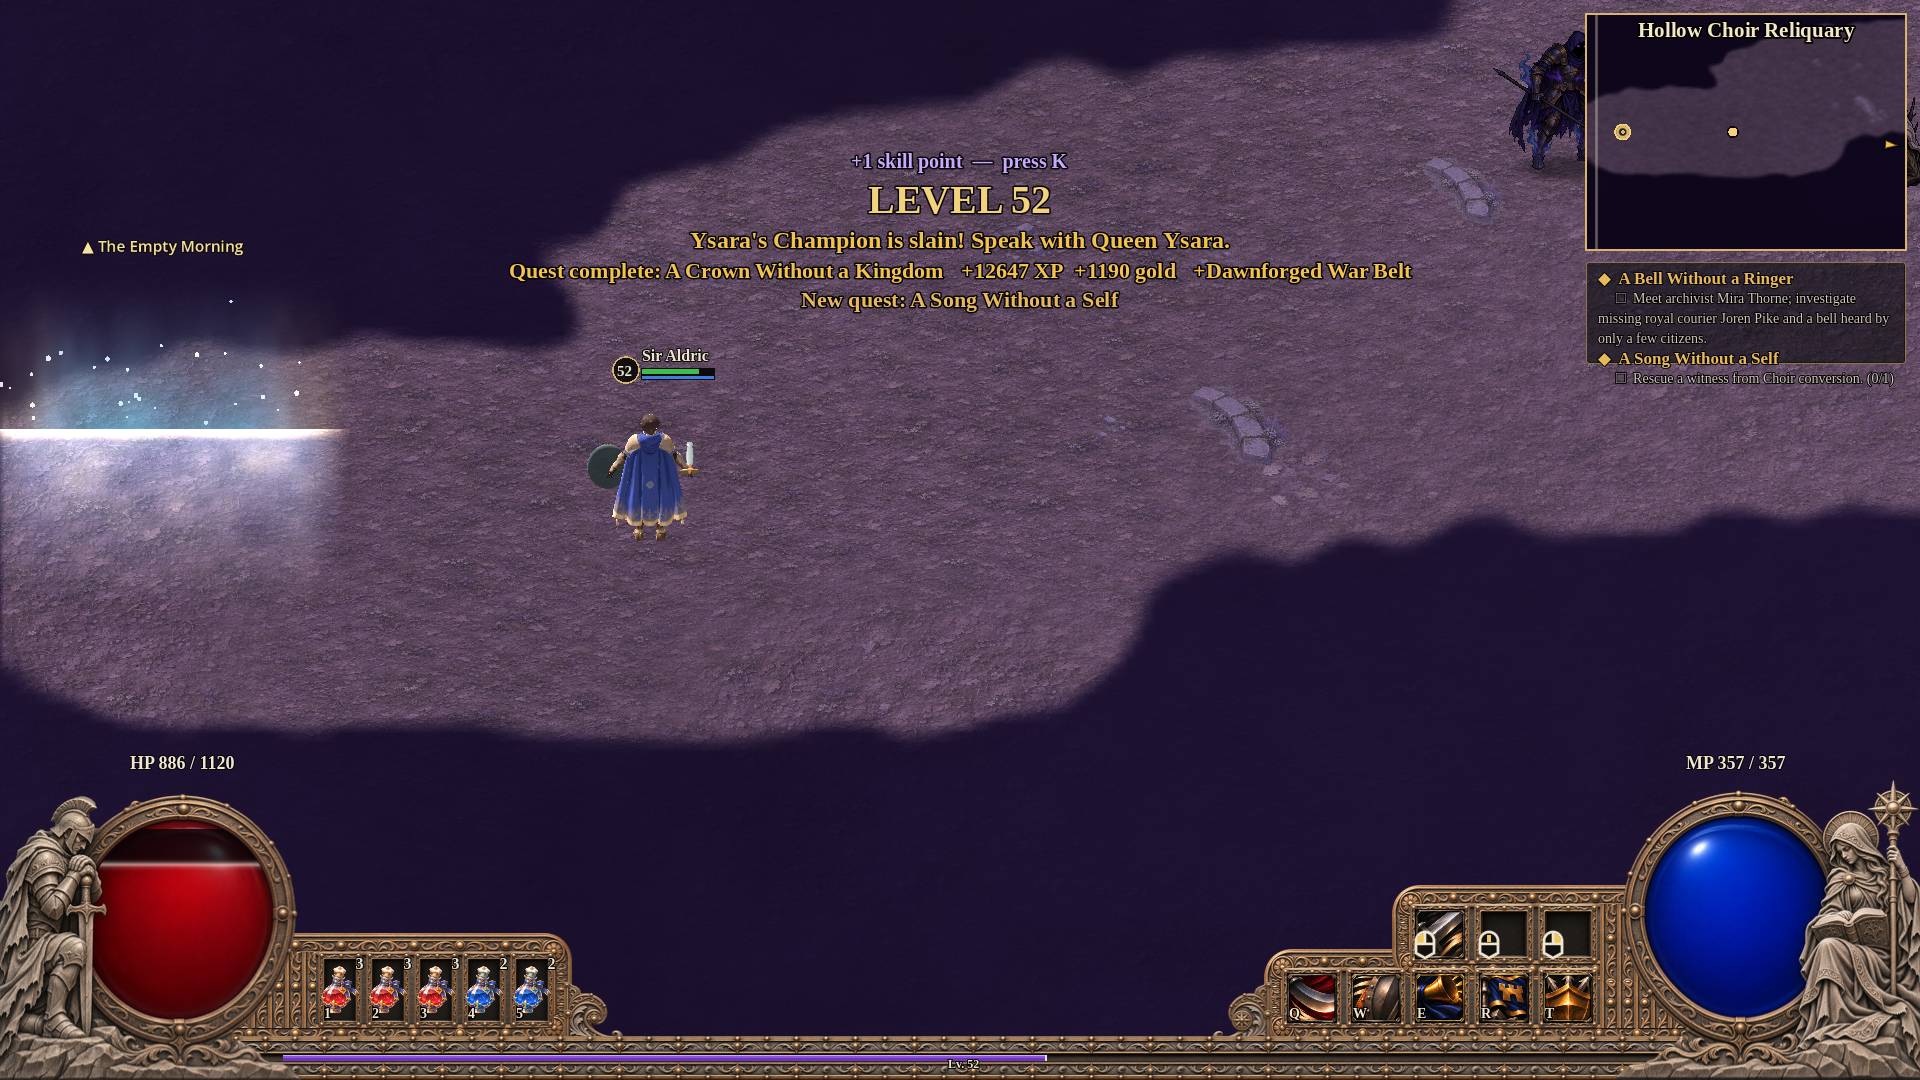 Hollow Choir Reliquary
+1 skill point — press K
LEVEL 52
Ysara's Champion is slain! Speak with Queen Ysara.
Quest complete: A Crown Without a Kingdom +12647 XP +1190 gold +Dawnforged War Belt
New quest: A Song Without a Self
▲ The Empty Morning
◆ A Bell Without a Ringer
Meet archivist Mira Thorne; investigate
missing royal courier Joren Pike and a bell heard by
only a few citizens.
◆ A Song Without a Self
Rescue a witness from Choir conversion. (0/1)
Sir Aldric
52
HP 886 / 1120
MP 357 / 357
3 3 3 2 2
1 2 3 4 5
Q W E R T
Lv. 52